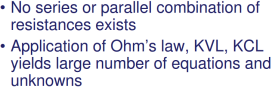 • No series or parallel combination of
resistances exists
• Application of Ohm's law, KVL, KCL
yields large number of equations and
unknowns